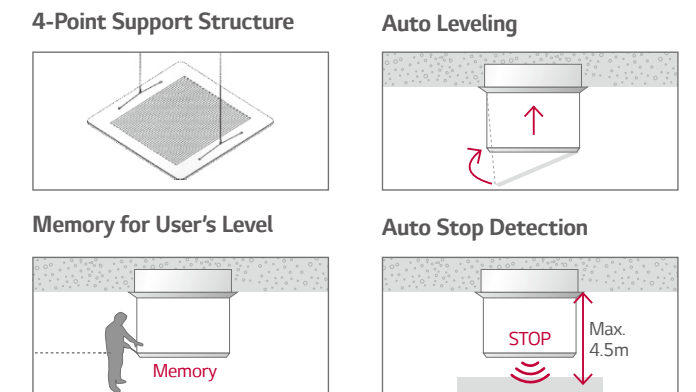 4-Point Support Structure
Auto Leveling
Memory for User's Level
Memory
Auto Stop Detection
STOP
Max.
4.5m